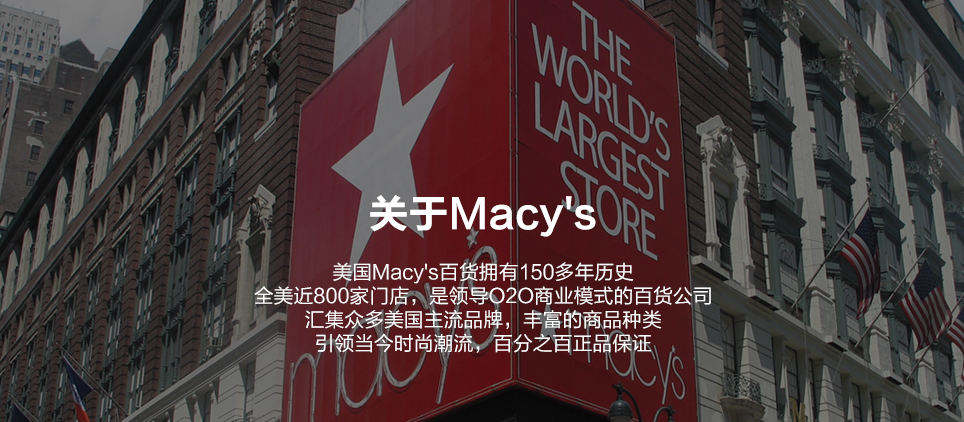 THE
WORLD'S
LARGEST
STORE
关于Macy's
美国Macy's百货拥有150多年历史
全美近800家门店，是领导O2O商业模式的百货公司
汇集众多美国主流品牌，丰富的商品种类
引领当今时尚潮流，百分之百正品保证
macy's
macy's